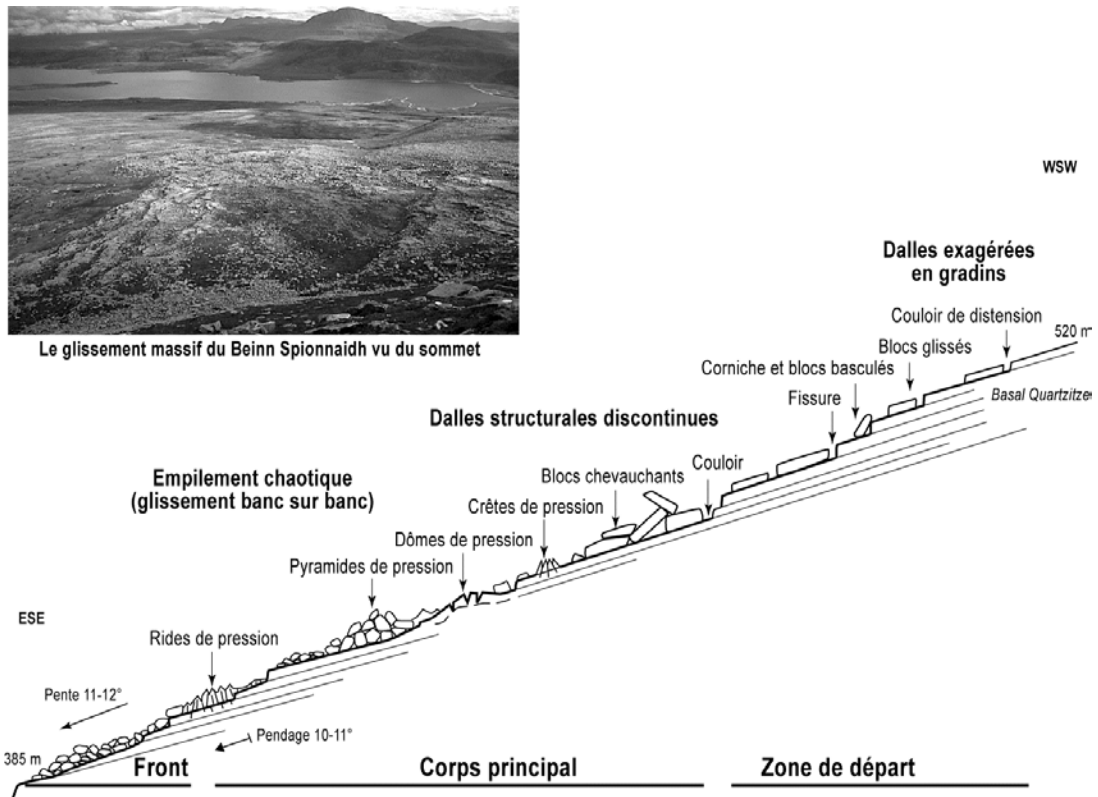 Le glissement massif du Beinn Spionnaidh vu du sommet
WSW
Dalles exagérées
en gradins
Couloir de distension
520 m
Blocs glissés
Corniche et blocs basculés
Basal Quartzitze
Fissure
Dalles structurales discontinues
Couloir
Blocs chevauchants
Empilement chaotique
(glissement banc sur banc)
Crêtes de pression
Dômes de pression
Pyramides de pression
ESE
Rides de pression
Pente 11-12°
Pendage 10-11°
385 m
Front
Corps principal
Zone de départ